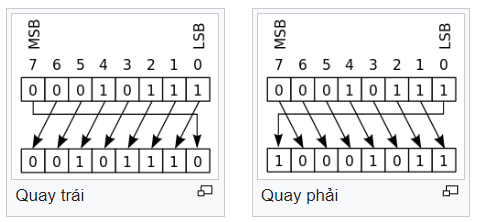 MSB LSB
7 6 5 4 3 2 1 0
0 0 0 1 0 1 1 1
0 0 1 0 1 1 1 0
Quay trái
MSB LSB
7 6 5 4 3 2 1 0
0 0 0 1 0 1 1 1
1 0 0 0 1 0 1 1
Quay phải